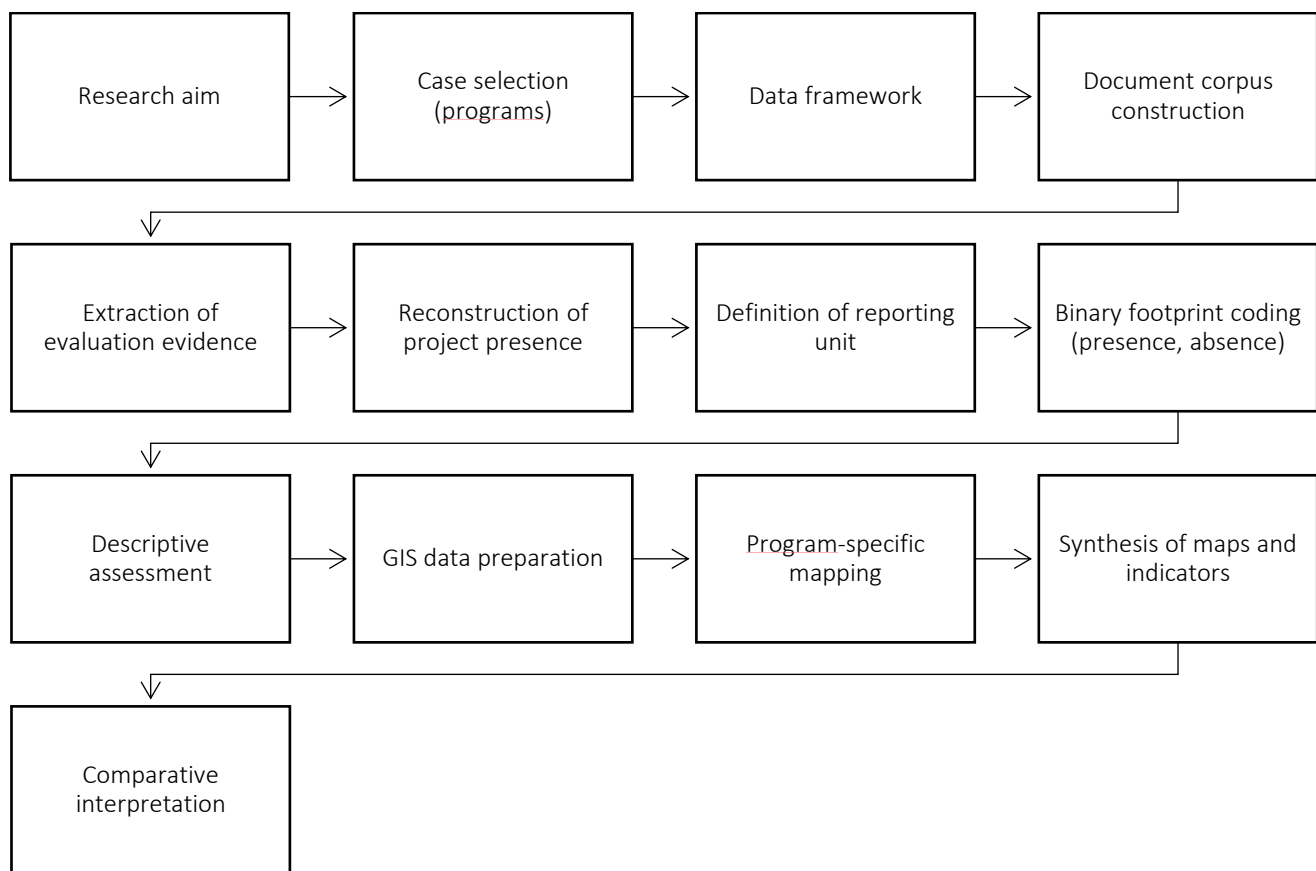 Research aim
Case selection
(programs)
Data framework
Document corpus
construction
Extraction of
evaluation evidence
Reconstruction of
project presence
Definition of reporting
unit
Binary footprint coding
(presence, absence)
Descriptive
assessment
GIS data preparation
Program-specific
mapping
Synthesis of maps and
indicators
Comparative
interpretation